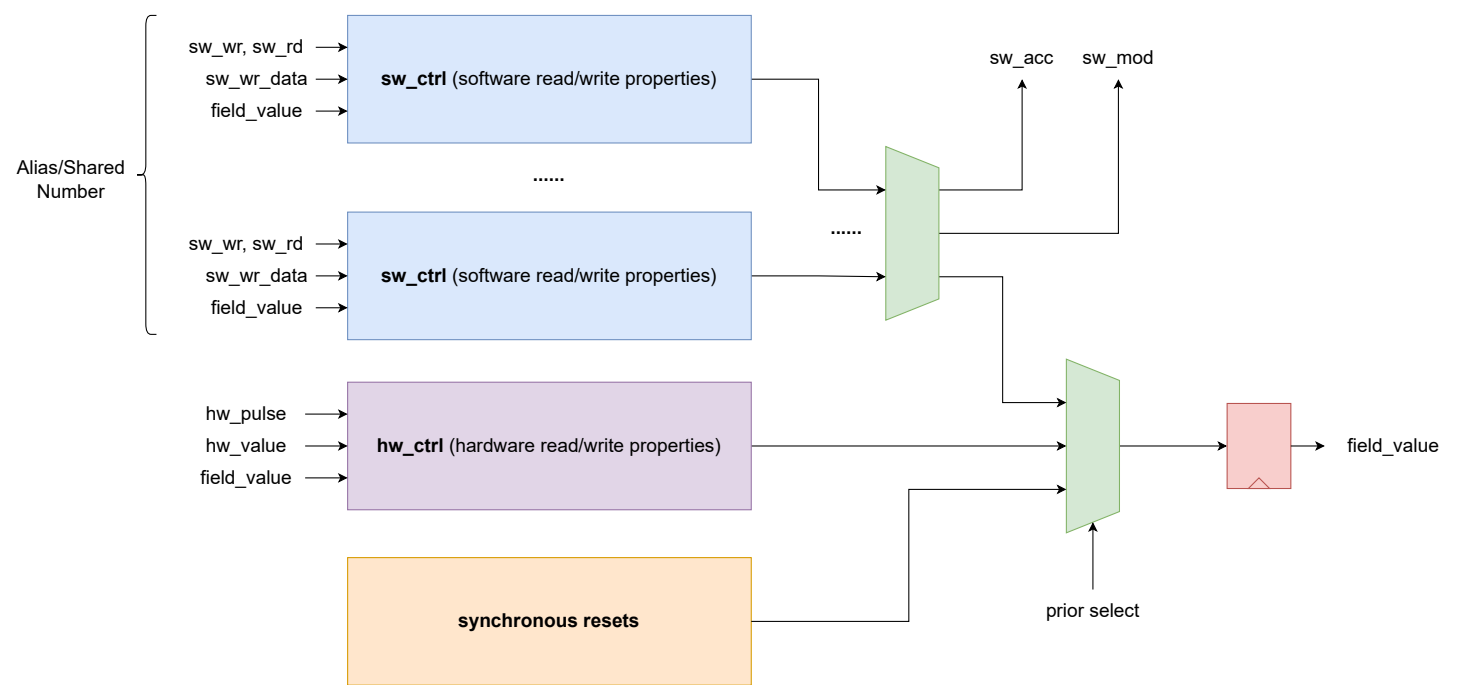 sw_wr, sw_rd
sw_wr_data
field_value
sw_ctrl (software read/write properties)
sw_acc
sw_mod
Alias/Shared
Number
......
......
sw_wr, sw_rd
sw_wr_data
field_value
sw_ctrl (software read/write properties)
hw_pulse
hw_value
field_value
hw_ctrl (hardware read/write properties)
field_value
prior select
synchronous resets